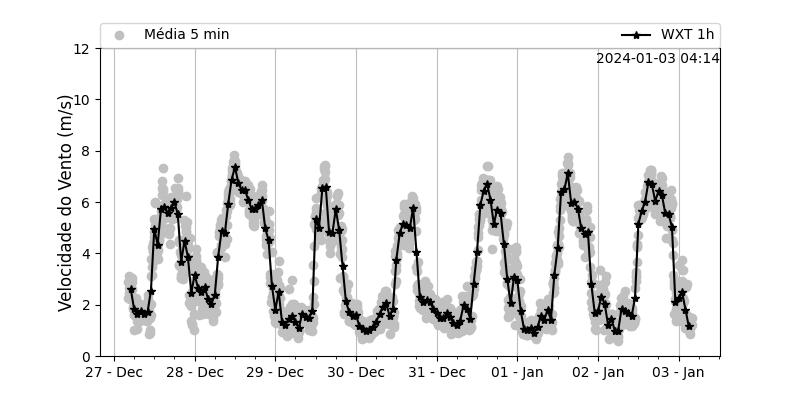 Média 5 min
WXT 1h
2024-01-03 04:14
Velocidade do Vento (m/s)
12
10
8
6
4
2
0
27 - Dec
28 - Dec
29 - Dec
30 - Dec
31 - Dec
01 - Jan
02 - Jan
03 - Jan